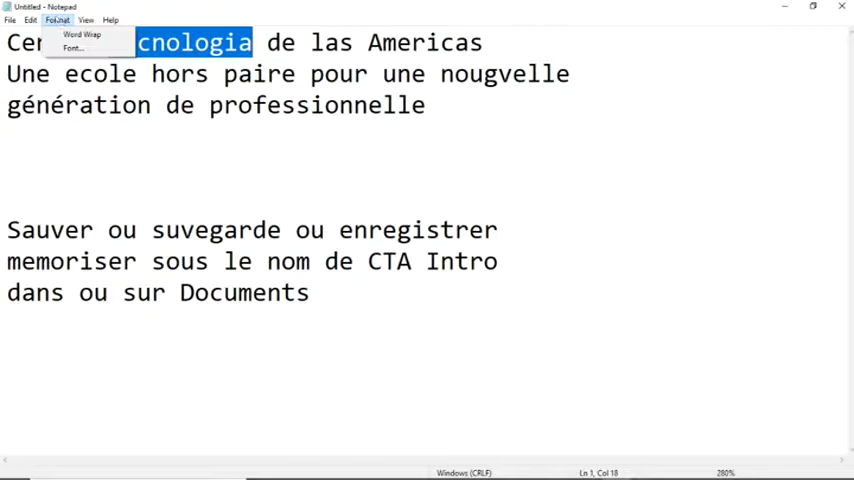 Untitled - Notepad
File Edit Format View Help
Word Wrap
Font...
cnologia de las Americas
Une ecole hors paire pour une nougvelle
génération de professionnelle
Sauver ou suvegarde ou enregistrer
memoriser sous le nom de CTA Intro
dans ou sur Documents
Windows (CRLF) Ln 1, Col 18 280%